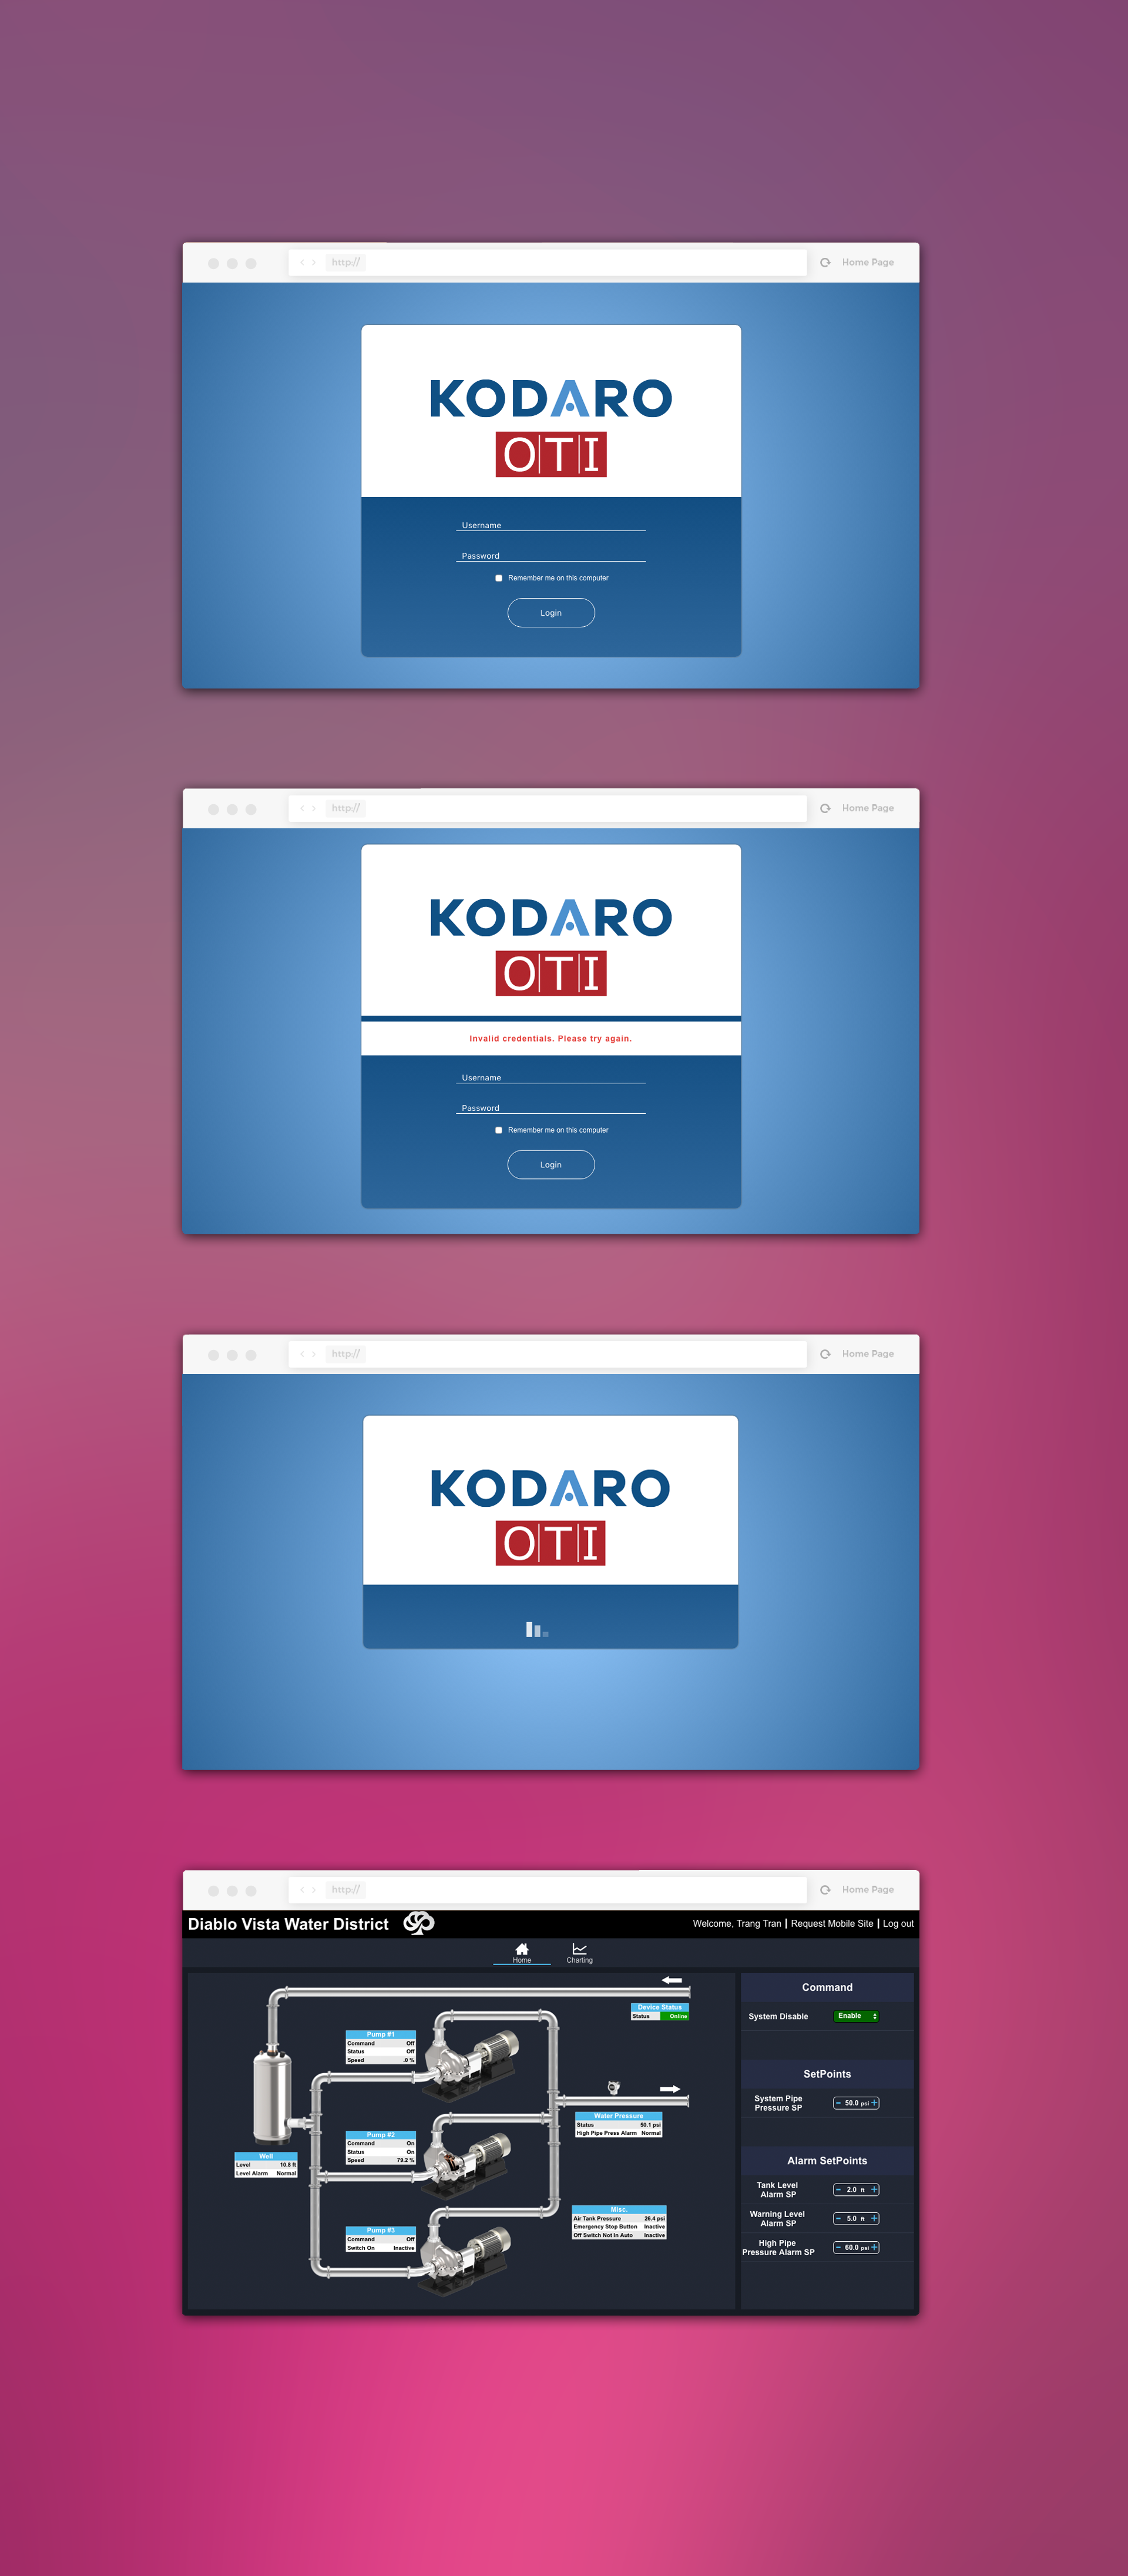 http://
Home Page
KODARO
OTI
Username
Password
Remember me on this computer
Login
http://
Home Page
KODARO
OTI
Invalid credentials. Please try again.
Username
Password
Remember me on this computer
Login
http://
Home Page
KODARO
OTI
http://
Home Page
Diablo Vista Water District
Welcome, Trang Tran | Request Mobile Site | Log out
Home
Charting
Device Status
Status Online
Pump #1
Command Off
Status Off
Speed .0 %
Water Pressure
Status 50.1 psi
High Pipe Press Alarm Normal
Pump #2
Command On
Status On
Speed 79.2 %
Well
Level 10.8 ft
Level Alarm Normal
Misc.
Air Tank Pressure 26.4 psi
Emergency Stop Button Inactive
Off Switch Not In Auto Inactive
Pump #3
Command Off
Switch On Inactive
Command
System Disable Enable
SetPoints
System Pipe
Pressure SP
− 50.0 psi +
Alarm SetPoints
Tank Level
Alarm SP
− 2.0 ft +
Warning Level
Alarm SP
− 5.0 ft +
High Pipe
Pressure Alarm SP
− 60.0 psi +